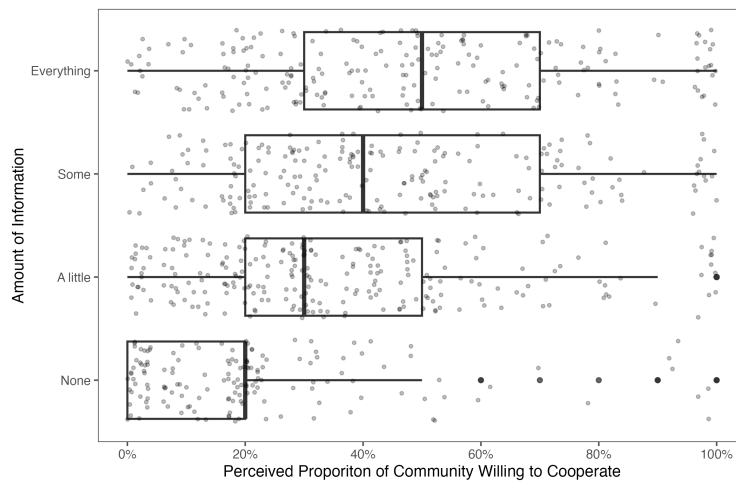 Amount of Information
Everything
Some
A little
None
0%
20%
40%
60%
80%
100%
Perceived Proporiton of Community Willing to Cooperate